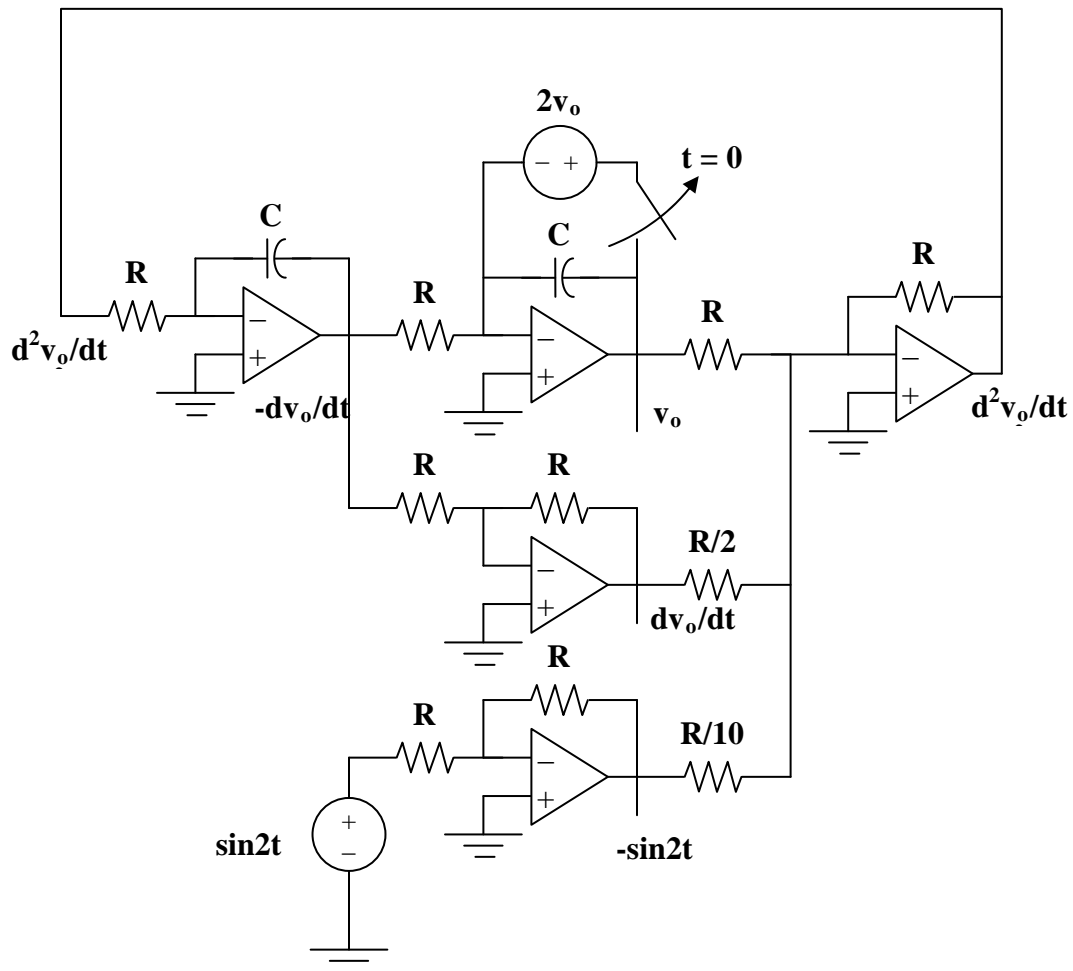 2vₒ
− +
t = 0
C
C
R
R
R
R
−
+
−
+
−
+
d²vₒ/dt
-dvₒ/dt
vₒ
d²vₒ/dt
R
R
R/2
−
+
dvₒ/dt
R
R
R/10
−
+
sin2t
+
−
-sin2t